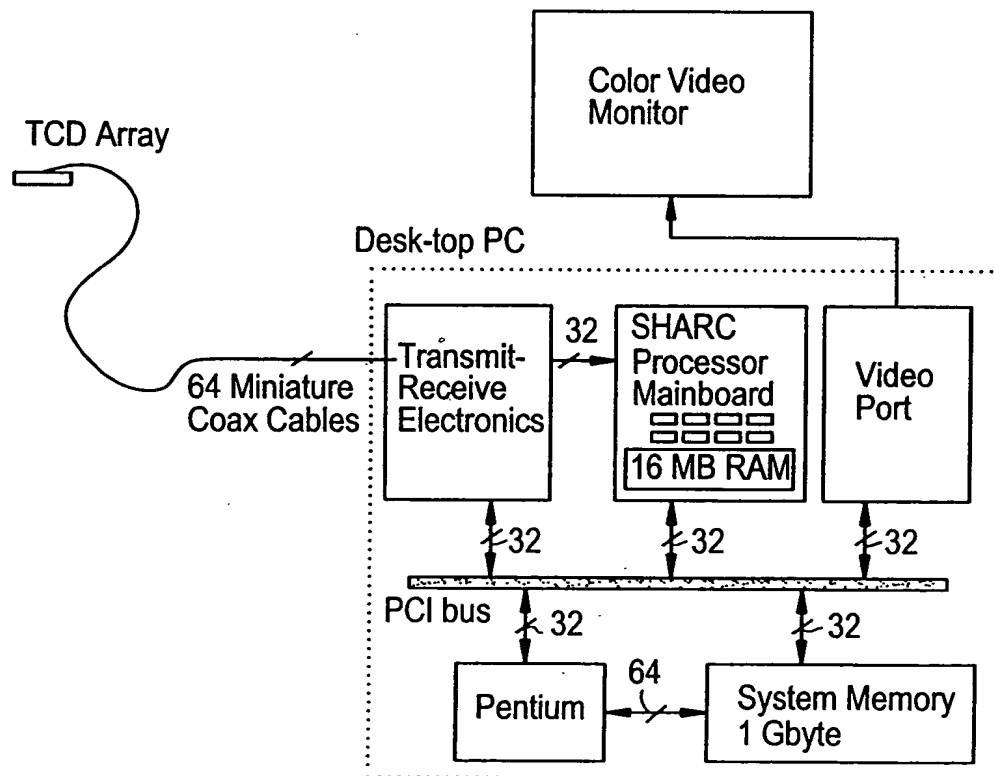 Color Video
Monitor
TCD Array
Desk-top PC
64 Miniature
Coax Cables
Transmit-
Receive
Electronics
32
SHARC
Processor
Mainboard
16 MB RAM
Video
Port
32
32
32
PCI bus
32
32
Pentium
64
System Memory
1 Gbyte